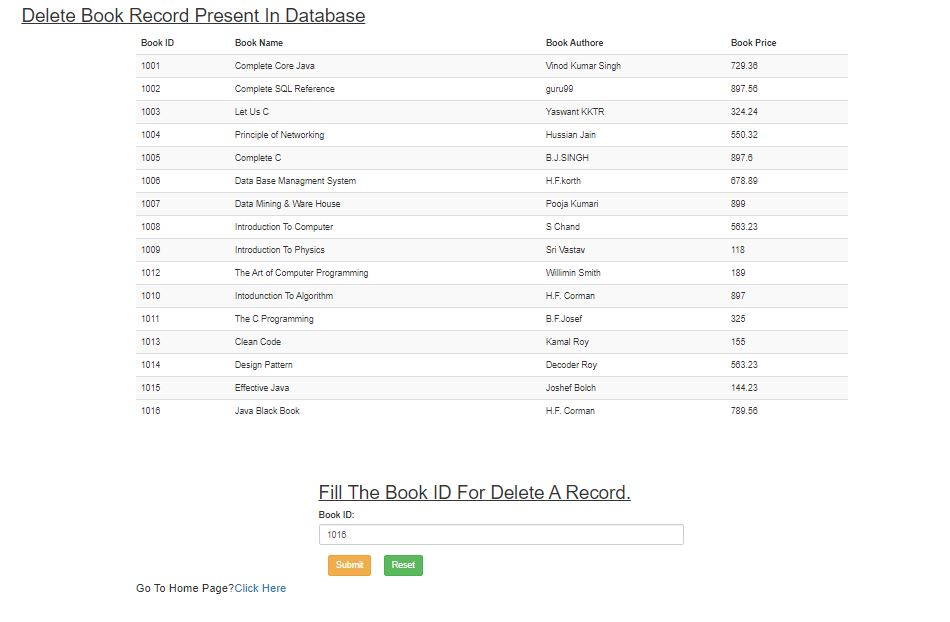 Delete Book Record Present In Database
Book ID Book Name Book Authore Book Price
1001 Complete Core Java Vinod Kumar Singh 729.36
1002 Complete SQL Reference guru99 897.56
1003 Let Us C Yaswant KKTR 324.24
1004 Principle of Networking Hussian Jain 550.32
1005 Complete C B.J.SINGH 897.6
1006 Data Base Managment System H.F.korth 678.89
1007 Data Mining & Ware House Pooja Kumari 899
1008 Introduction To Computer S Chand 563.23
1009 Introduction To Physics Sri Vastav 118
1012 The Art of Computer Programming Willimin Smith 189
1010 Intodunction To Algorithm H.F. Corman 897
1011 The C Programming B.F.Josef 325
1013 Clean Code Kamal Roy 155
1014 Design Pattern Decoder Roy 563.23
1015 Effective Java Joshef Bolch 144.23
1016 Java Black Book H.F. Corman 789.56
Fill The Book ID For Delete A Record.
Book ID:
1016
Submit Reset
Go To Home Page?Click Here